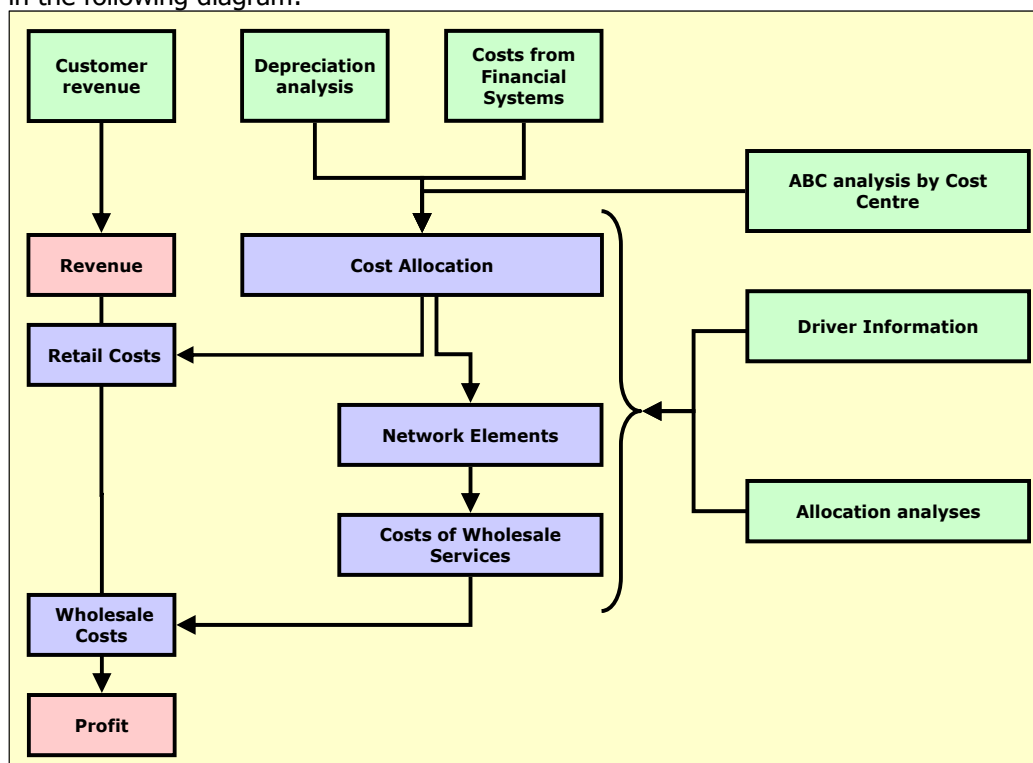 in the following diagram:
Customer
revenue
Depreciation
analysis
Costs from
Financial
Systems
ABC analysis by Cost
Centre
Revenue
Cost Allocation
Driver Information
Retail Costs
Network Elements
Allocation analyses
Costs of Wholesale
Services
Wholesale
Costs
Profit